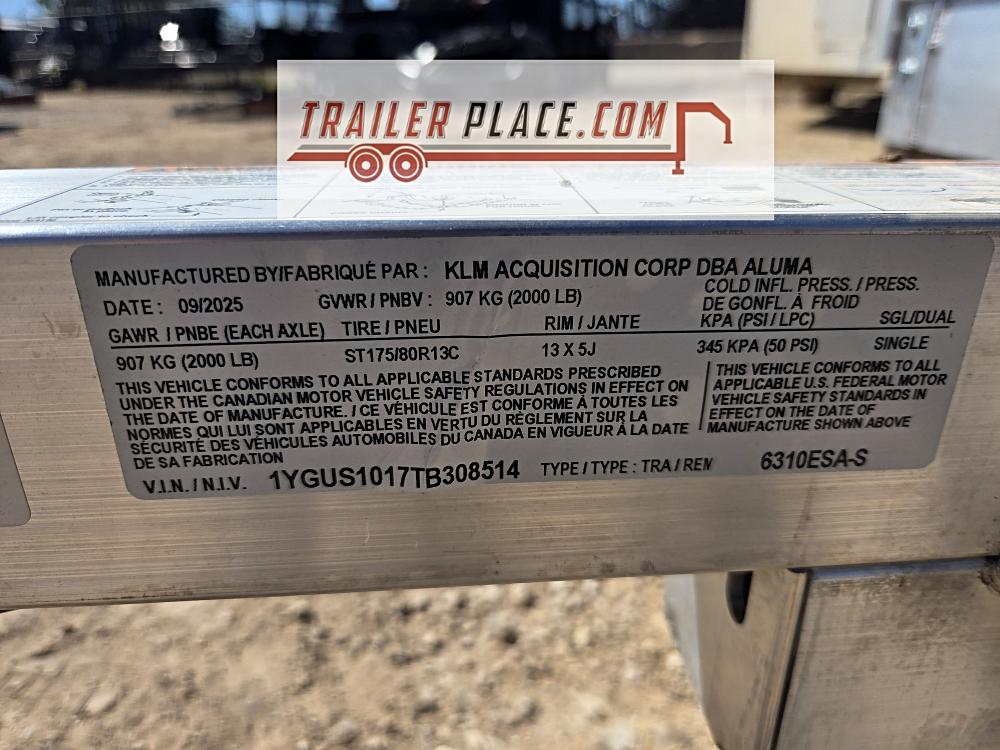 TRAILER PLACE.COM
MANUFACTURED BY/FABRIQUÉ PAR : KLM ACQUISITION CORP DBA ALUMA
DATE : 09/2025 GVWR / PNBV : 907 KG (2000 LB) COLD INFL. PRESS. / PRESS.
DE GONFL. À FROID
GAWR / PNBE (EACH AXLE) TIRE / PNEU RIM / JANTE KPA (PSI / LPC) SGL/DUAL
907 KG (2000 LB) ST175/80R13C 13 X 5J 345 KPA (50 PSI) SINGLE
THIS VEHICLE CONFORMS TO ALL APPLICABLE STANDARDS PRESCRIBED
UNDER THE CANADIAN MOTOR VEHICLE SAFETY REGULATIONS IN EFFECT ON
THE DATE OF MANUFACTURE. / CE VÉHICULE EST CONFORME À TOUTES LES
NORMES QUI LUI SONT APPLICABLES EN VERTU DU RÈGLEMENT SUR LA
SÉCURITÉ DES VÉHICULES AUTOMOBILES DU CANADA EN VIGUEUR À LA DATE
DE SA FABRICATION
THIS VEHICLE CONFORMS TO ALL
APPLICABLE U.S. FEDERAL MOTOR
VEHICLE SAFETY STANDARDS IN
EFFECT ON THE DATE OF
MANUFACTURE SHOWN ABOVE
V.I.N. / N.I.V. 1YGUS1017TB308514 TYPE / TYPE : TRA / REM 6310ESA-S